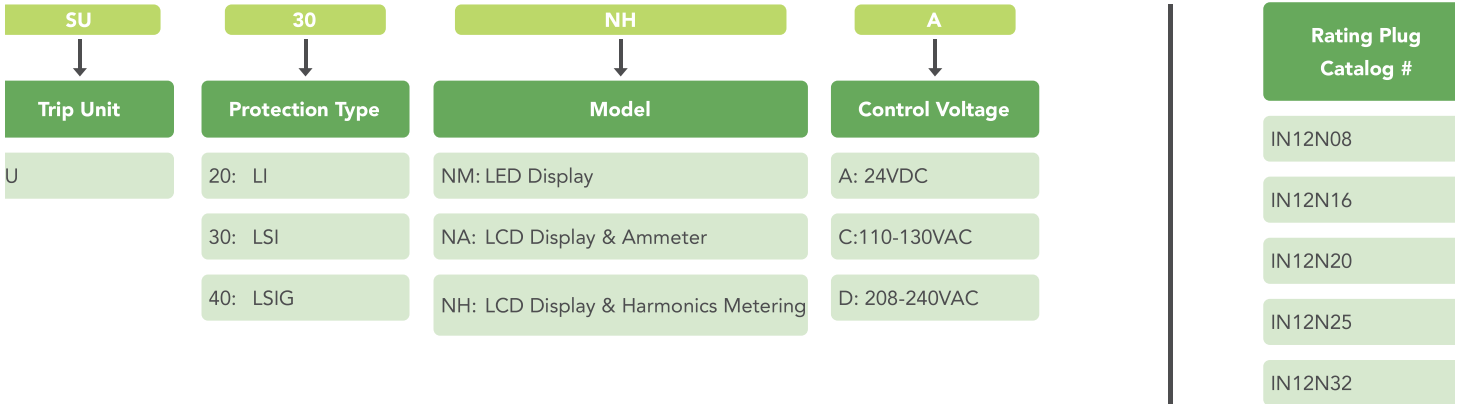 SU 30 NH A
Trip Unit Protection Type Model Control Voltage
U 20: LI NM: LED Display A: 24VDC
30: LSI NA: LCD Display & Ammeter C:110-130VAC
40: LSIG NH: LCD Display & Harmonics Metering D: 208-240VAC
Rating Plug
Catalog #
IN12N08
IN12N16
IN12N20
IN12N25
IN12N32